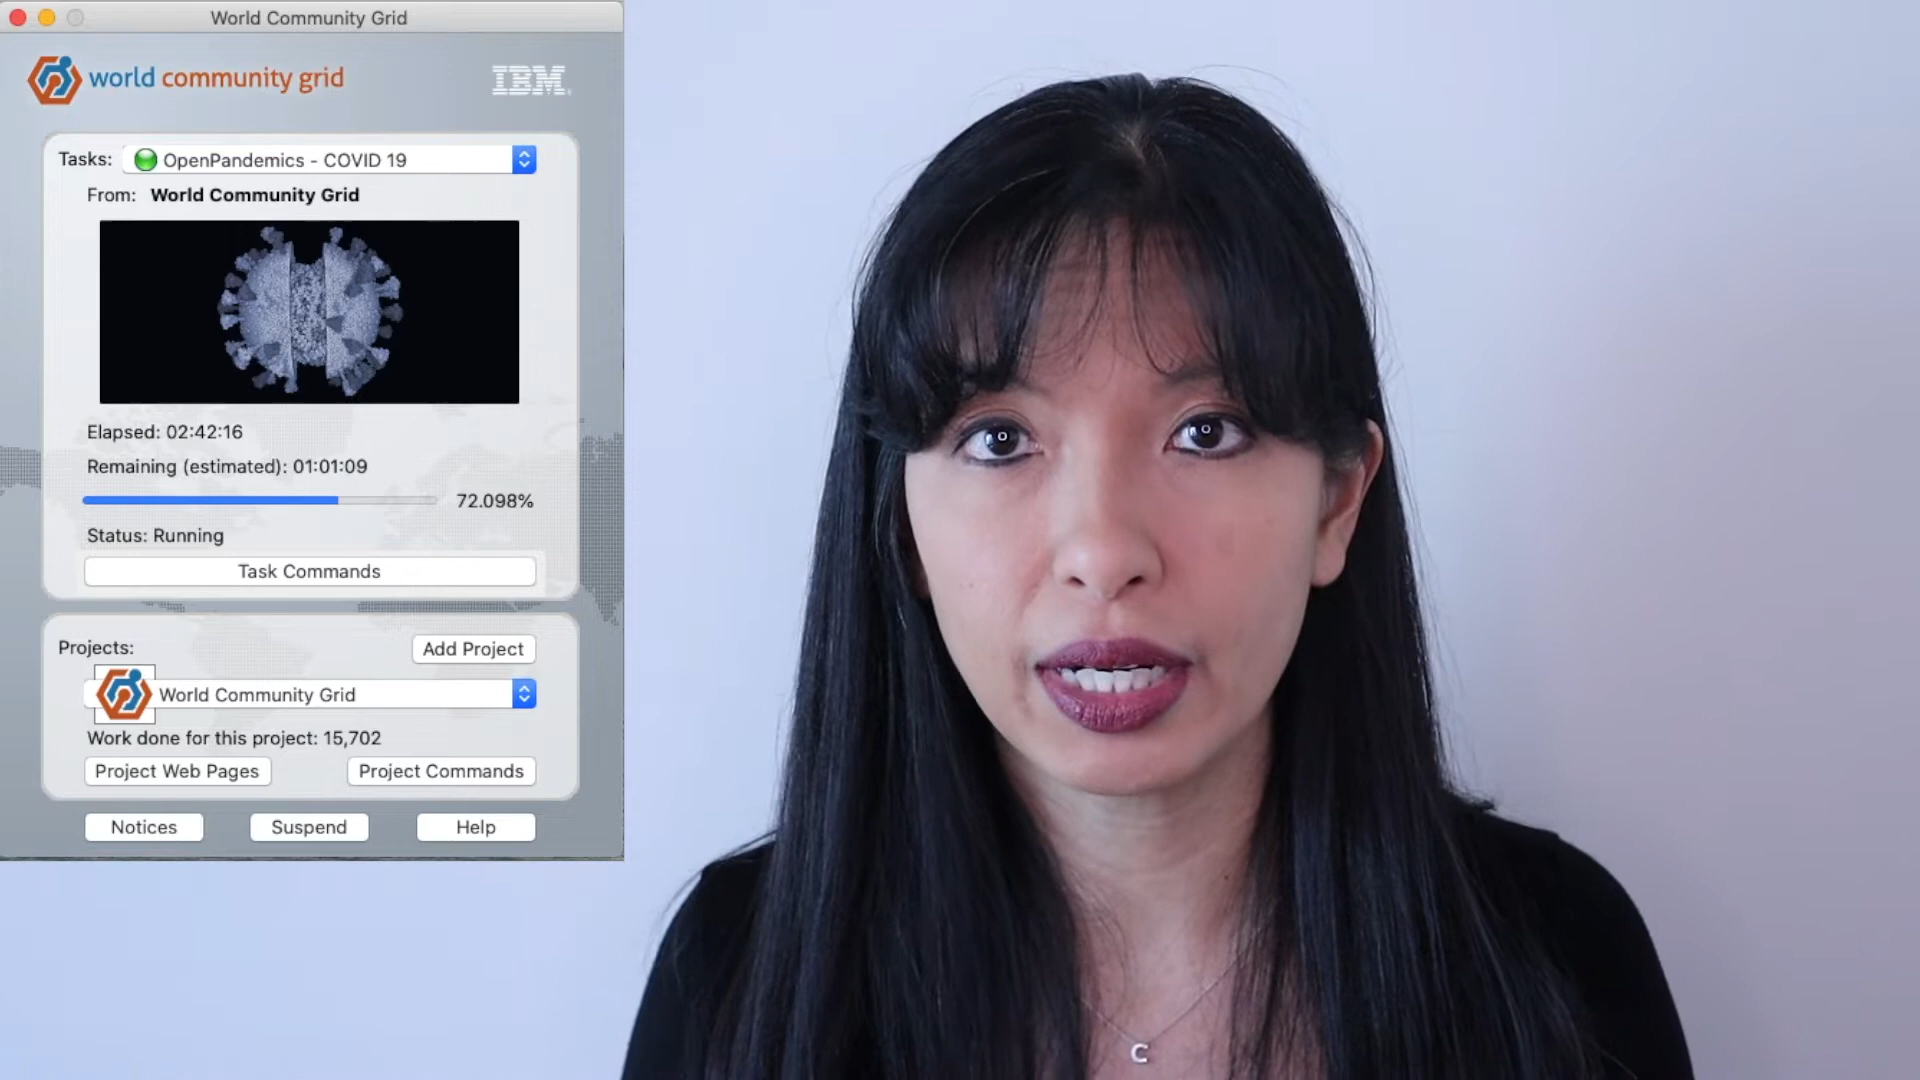 World Community Grid
world community grid
IBM.
Tasks: OpenPandemics - COVID 19
From: World Community Grid
Elapsed: 02:42:16
Remaining (estimated): 01:01:09
72.098%
Status: Running
Task Commands
Projects: Add Project
World Community Grid
Work done for this project: 15,702
Project Web Pages Project Commands
Notices Suspend Help
C